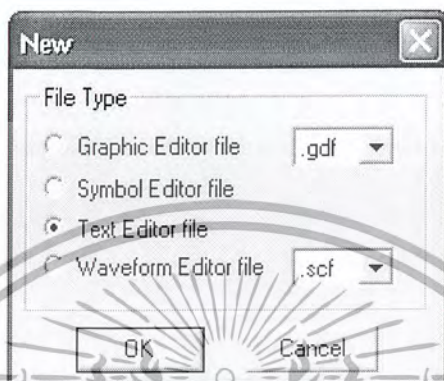 New
File Type
Graphic Editor file .gdf
Symbol Editor file
Text Editor file
Waveform Editor file .scf
OK Cancel